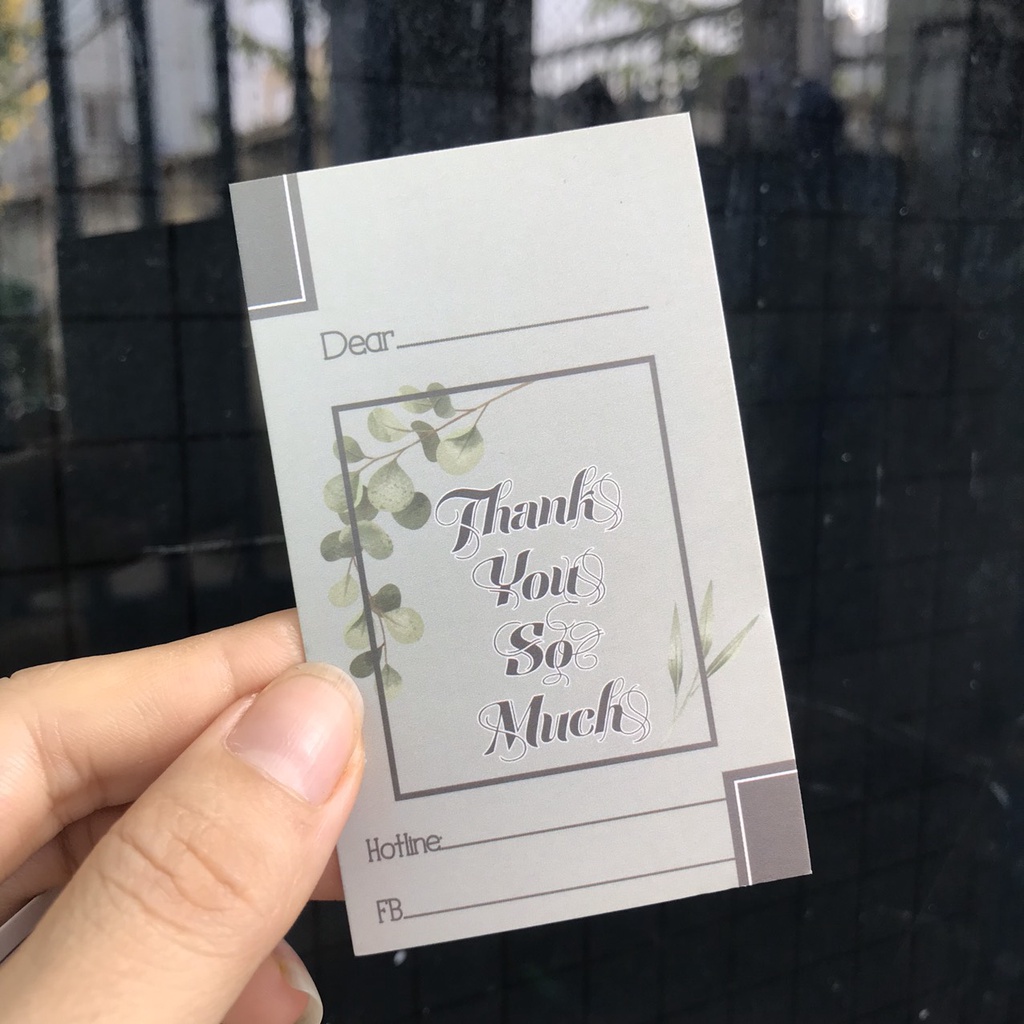 Dear
Thank
You
So
Much
Hotline:
FB